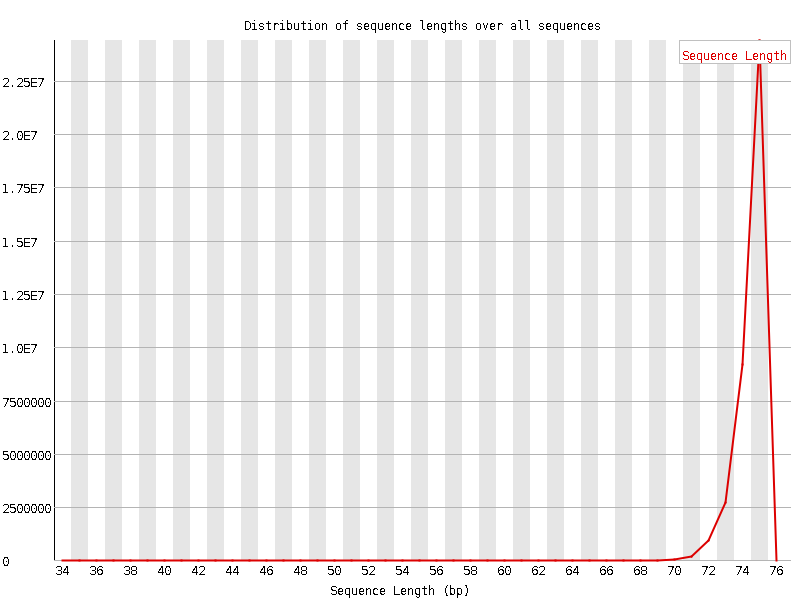 Distribution of sequence lengths over all sequences
Sequence Length
2.25E7
2.0E7
1.75E7
1.5E7
1.25E7
1.0E7
7500000
5000000
2500000
0
34 36 38 40 42 44 46 48 50 52 54 56 58 60 62 64 66 68 70 72 74 76
Sequence Length (bp)